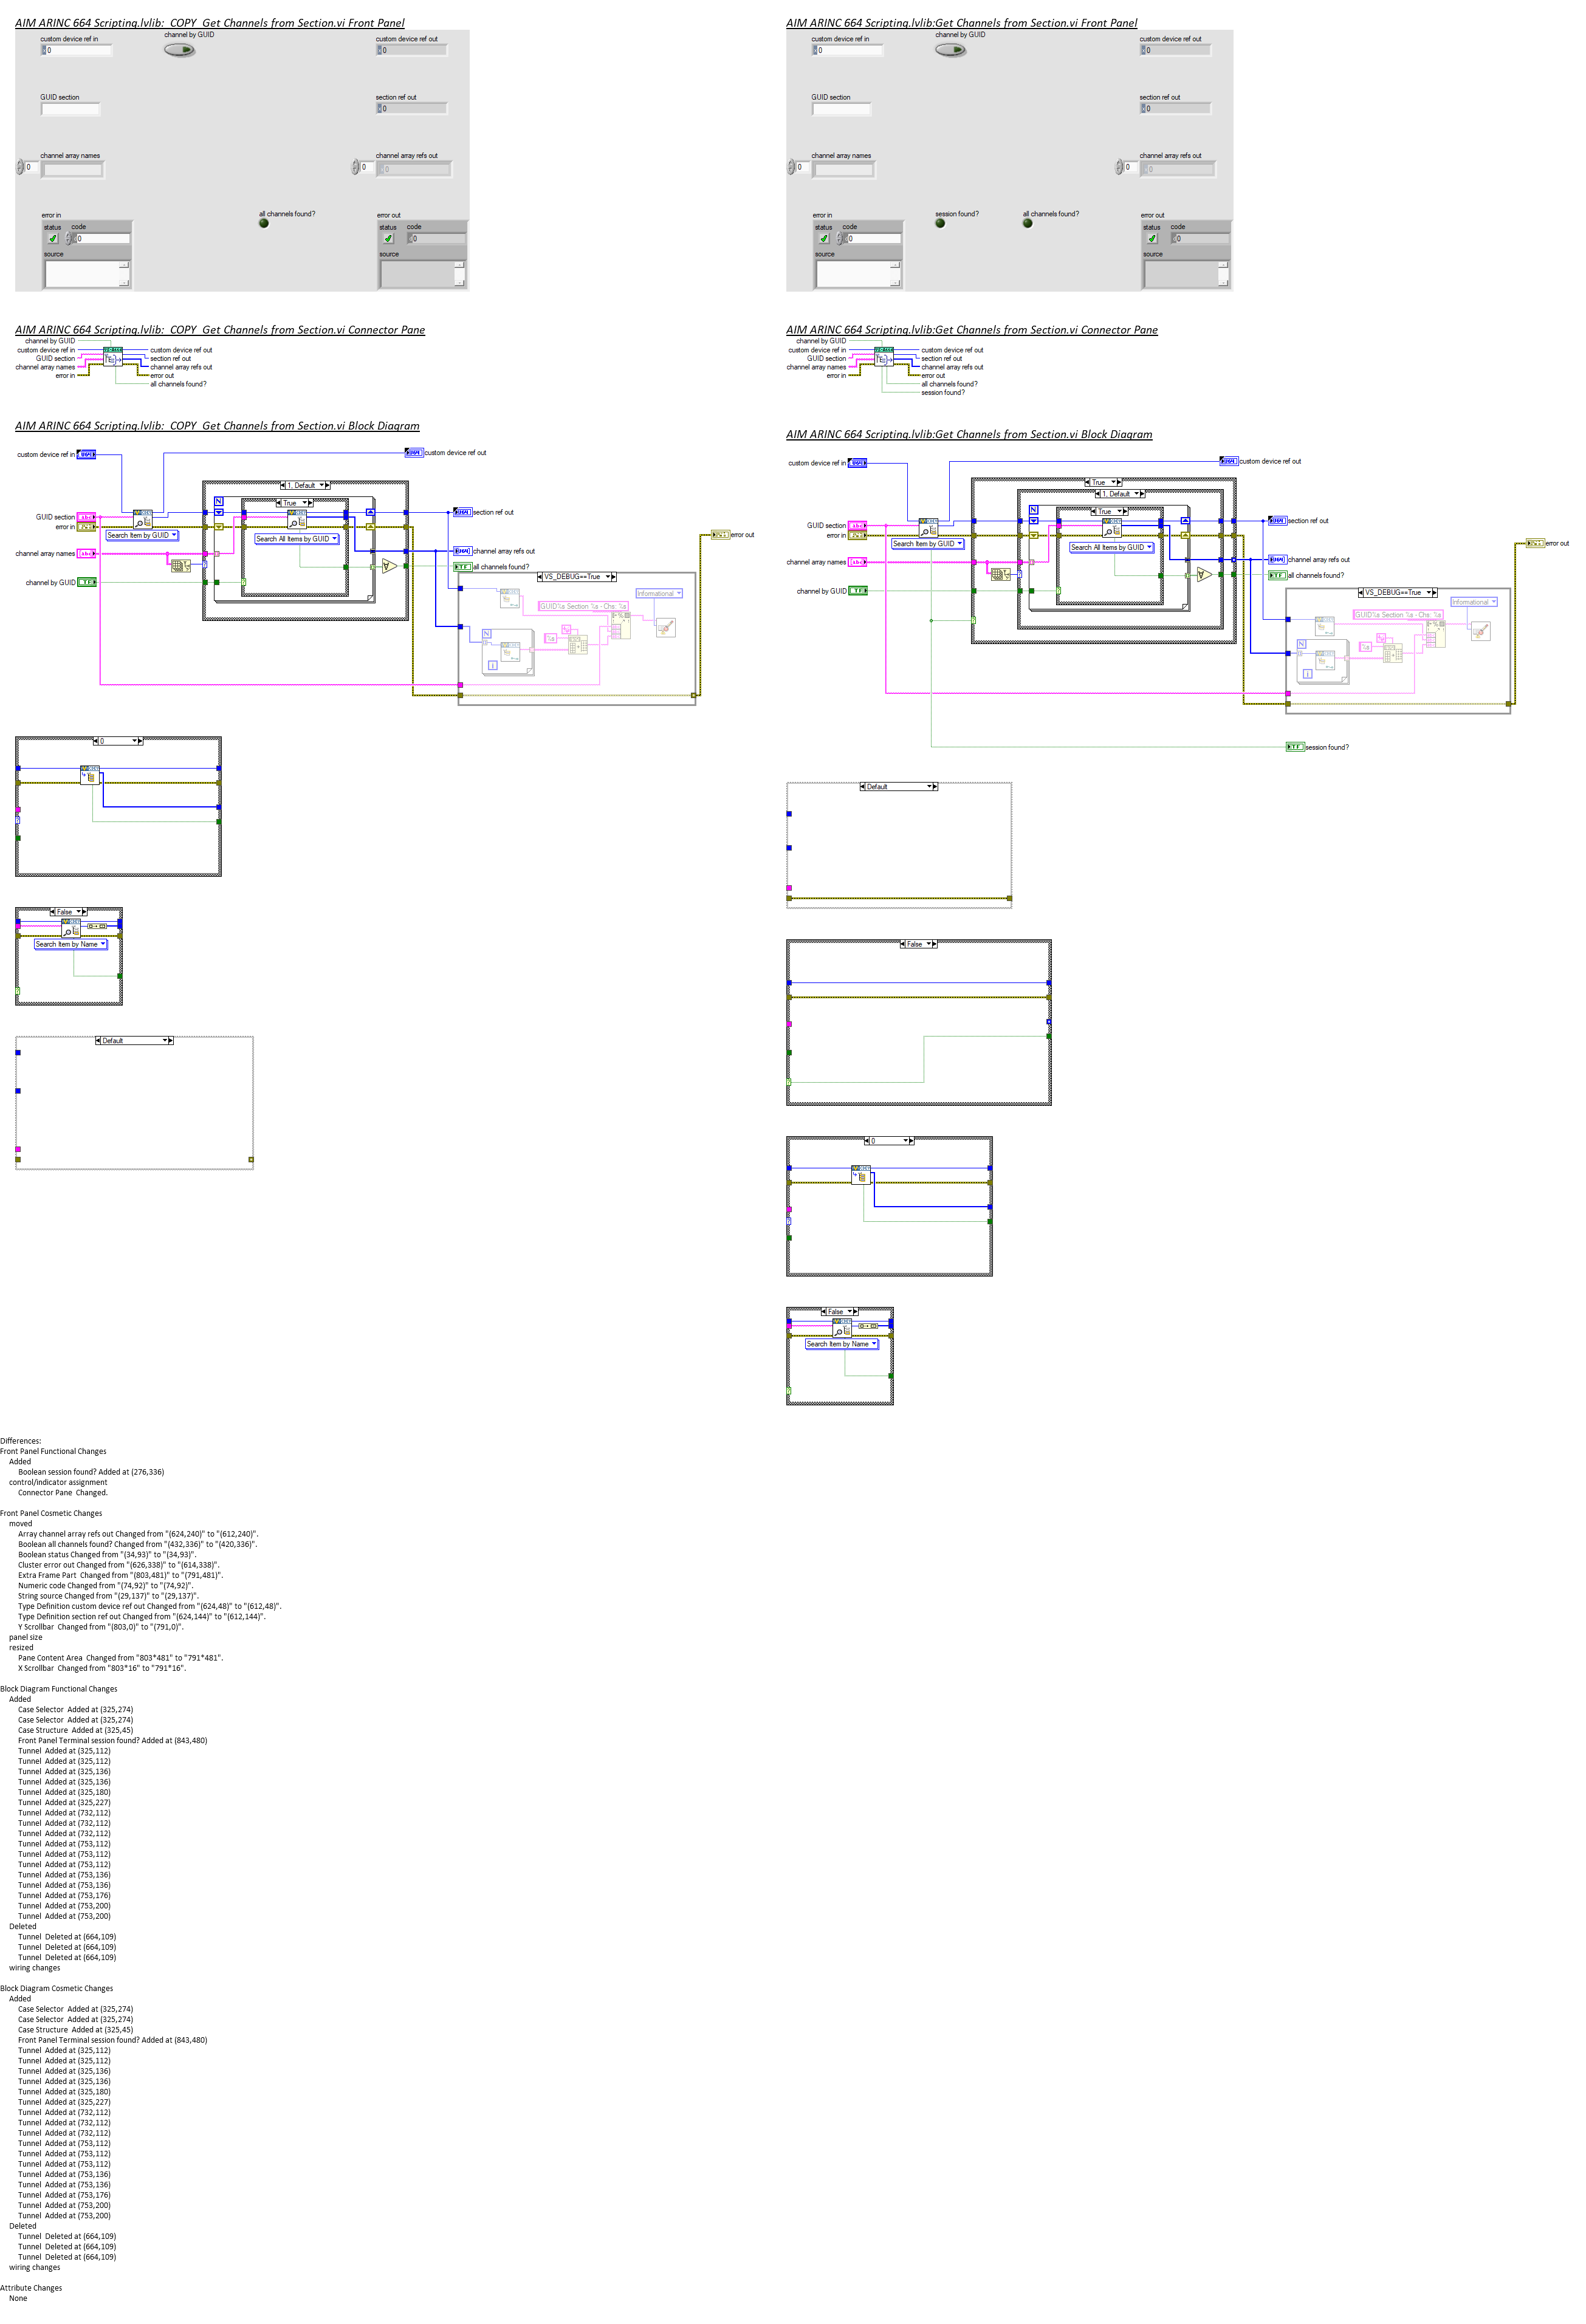 AIM ARINC 664 Scripting.lvlib:_COPY_Get Channels from Section.vi Front Panel
custom device ref in
0
channel by GUID
custom device ref out
0
GUID section
section ref out
0
channel array names
0
channel array refs out
0
0
error in
status
code
0
source
all channels found?
error out
status
code
0
source
AIM ARINC 664 Scripting.lvlib:Get Channels from Section.vi Front Panel
custom device ref in
0
channel by GUID
custom device ref out
0
GUID section
section ref out
0
channel array names
0
channel array refs out
0
0
error in
status
code
0
source
session found?
all channels found?
error out
status
code
0
source
AIM ARINC 664 Scripting.lvlib:_COPY_Get Channels from Section.vi Connector Pane
channel by GUID
custom device ref in
GUID section
channel array names
error in
custom device ref out
section ref out
channel array refs out
error out
all channels found?
AIM ARINC 664 Scripting.lvlib:Get Channels from Section.vi Connector Pane
channel by GUID
custom device ref in
GUID section
channel array names
error in
custom device ref out
section ref out
channel array refs out
error out
all channels found?
session found?
AIM ARINC 664 Scripting.lvlib:_COPY_Get Channels from Section.vi Block Diagram
custom device ref in
custom device ref out
1, Default
True
GUID section
error in
Search Item by GUID
Search All Items by GUID
channel array names
channel by GUID
section ref out
channel array refs out
all channels found?
error out
VS_DEBUG==True
Informational
GUID %s Section %s - Chs: %s
%s
0
False
Search Item by Name
Default
AIM ARINC 664 Scripting.lvlib:Get Channels from Section.vi Block Diagram
custom device ref in
custom device ref out
True
1, Default
True
GUID section
error in
Search Item by GUID
Search All Items by GUID
channel array names
channel by GUID
section ref out
channel array refs out
all channels found?
error out
VS_DEBUG==True
Informational
GUID %s Section %s - Chs: %s
%s
session found?
Default
False
0
False
Search Item by Name
Differences:
Front Panel Functional Changes
Added
Boolean session found? Added at (276,336)
control/indicator assignment
Connector Pane  Changed.
Front Panel Cosmetic Changes
moved
Array channel array refs out Changed from "(624,240)" to "(612,240)".
Boolean all channels found? Changed from "(432,336)" to "(420,336)".
Boolean status Changed from "(34,93)" to "(34,93)".
Cluster error out Changed from "(626,338)" to "(614,338)".
Extra Frame Part  Changed from "(803,481)" to "(791,481)".
Numeric code Changed from "(74,92)" to "(74,92)".
String source Changed from "(29,137)" to "(29,137)".
Type Definition custom device ref out Changed from "(624,48)" to "(612,48)".
Type Definition section ref out Changed from "(624,144)" to "(612,144)".
Y Scrollbar  Changed from "(803,0)" to "(791,0)".
panel size
resized
Pane Content Area  Changed from "803*481" to "791*481".
X Scrollbar  Changed from "803*16" to "791*16".
Block Diagram Functional Changes
Added
Case Selector  Added at (325,274)
Case Selector  Added at (325,274)
Case Structure  Added at (325,45)
Front Panel Terminal session found? Added at (843,480)
Tunnel  Added at (325,112)
Tunnel  Added at (325,112)
Tunnel  Added at (325,136)
Tunnel  Added at (325,136)
Tunnel  Added at (325,180)
Tunnel  Added at (325,227)
Tunnel  Added at (732,112)
Tunnel  Added at (732,112)
Tunnel  Added at (732,112)
Tunnel  Added at (753,112)
Tunnel  Added at (753,112)
Tunnel  Added at (753,112)
Tunnel  Added at (753,136)
Tunnel  Added at (753,136)
Tunnel  Added at (753,176)
Tunnel  Added at (753,200)
Tunnel  Added at (753,200)
Deleted
Tunnel  Deleted at (664,109)
Tunnel  Deleted at (664,109)
Tunnel  Deleted at (664,109)
wiring changes
Block Diagram Cosmetic Changes
Added
Case Selector  Added at (325,274)
Case Selector  Added at (325,274)
Case Structure  Added at (325,45)
Front Panel Terminal session found? Added at (843,480)
Tunnel  Added at (325,112)
Tunnel  Added at (325,112)
Tunnel  Added at (325,136)
Tunnel  Added at (325,136)
Tunnel  Added at (325,180)
Tunnel  Added at (325,227)
Tunnel  Added at (732,112)
Tunnel  Added at (732,112)
Tunnel  Added at (732,112)
Tunnel  Added at (753,112)
Tunnel  Added at (753,112)
Tunnel  Added at (753,112)
Tunnel  Added at (753,136)
Tunnel  Added at (753,136)
Tunnel  Added at (753,176)
Tunnel  Added at (753,200)
Tunnel  Added at (753,200)
Deleted
Tunnel  Deleted at (664,109)
Tunnel  Deleted at (664,109)
Tunnel  Deleted at (664,109)
wiring changes
Attribute Changes
None